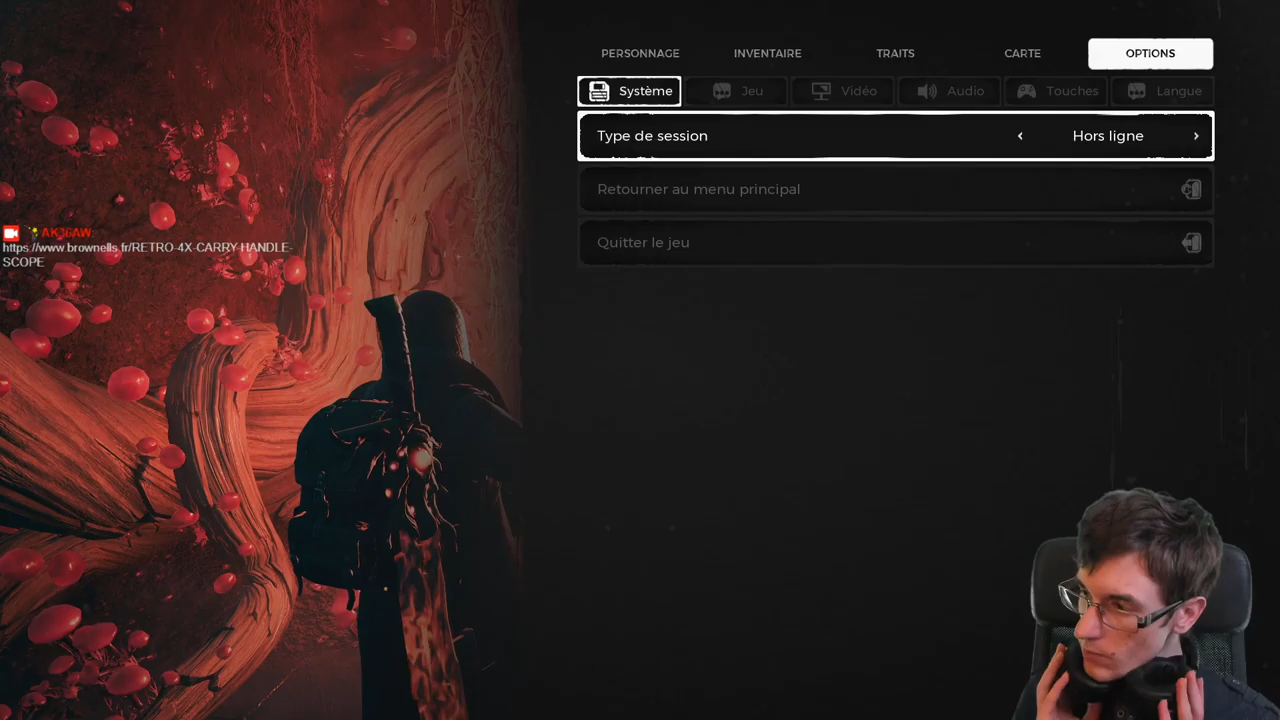 PERSONNAGE INVENTAIRE TRAITS CARTE OPTIONS
Système Jeu Vidéo Audio Touches Langue
Type de session Hors ligne
Retourner au menu principal
Quitter le jeu
AK36AW:
https://www.brownells.fr/RETRO-4X-CARRY-HANDLE-
SCOPE